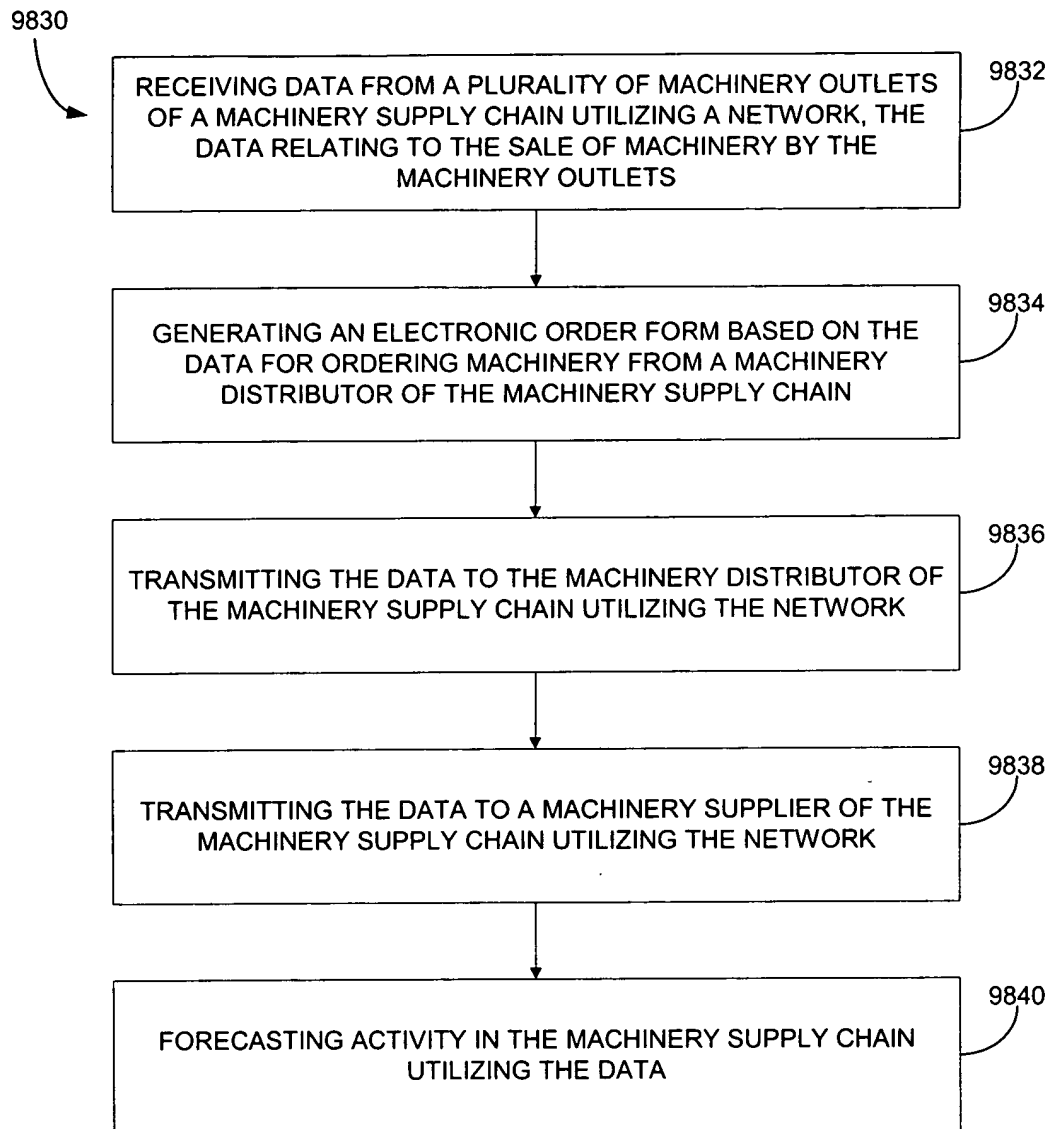 9830
RECEIVING DATA FROM A PLURALITY OF MACHINERY OUTLETS
OF A MACHINERY SUPPLY CHAIN UTILIZING A NETWORK, THE
DATA RELATING TO THE SALE OF MACHINERY BY THE
MACHINERY OUTLETS
9832
GENERATING AN ELECTRONIC ORDER FORM BASED ON THE
DATA FOR ORDERING MACHINERY FROM A MACHINERY
DISTRIBUTOR OF THE MACHINERY SUPPLY CHAIN
9834
TRANSMITTING THE DATA TO THE MACHINERY DISTRIBUTOR OF
THE MACHINERY SUPPLY CHAIN UTILIZING THE NETWORK
9836
TRANSMITTING THE DATA TO A MACHINERY SUPPLIER OF THE
MACHINERY SUPPLY CHAIN UTILIZING THE NETWORK
9838
FORECASTING ACTIVITY IN THE MACHINERY SUPPLY CHAIN
UTILIZING THE DATA
9840